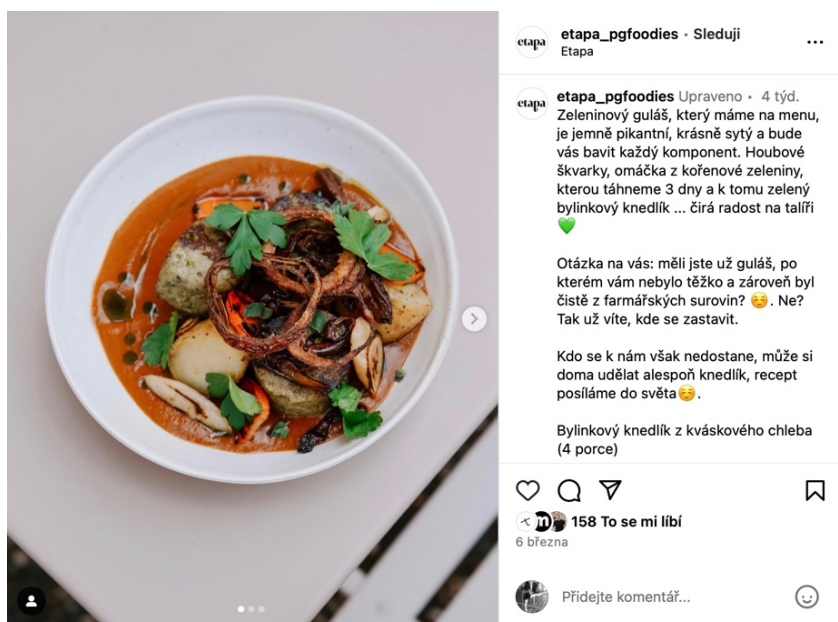 etapa
etapa_pgfoodies • Sleduji
Etapa
etapa
etapa_pgfoodies Upraveno • 4 týd.
Zeleninový guláš, který máme na menu,
je jemně pikantní, krásně sytý a bude
vás bavit každý komponent. Houbové
škvarky, omáčka z kořenové zeleniny,
kterou táhneme 3 dny a k tomu zelený
bylinkový knedlík ... čirá radost na talíři
💚
Otázka na vás: měli jste už guláš, po
kterém vám nebylo těžko a zároveň byl
čistě z farmářských surovin? ☺️. Ne?
Tak už víte, kde se zastavit.
Kdo se k nám však nedostane, může si
doma udělat alespoň knedlík, recept
posíláme do světa☺️.
Bylinkový knedlík z kváskového chleba
(4 porce)
158 To se mi líbí
6 března
Přidejte komentář...